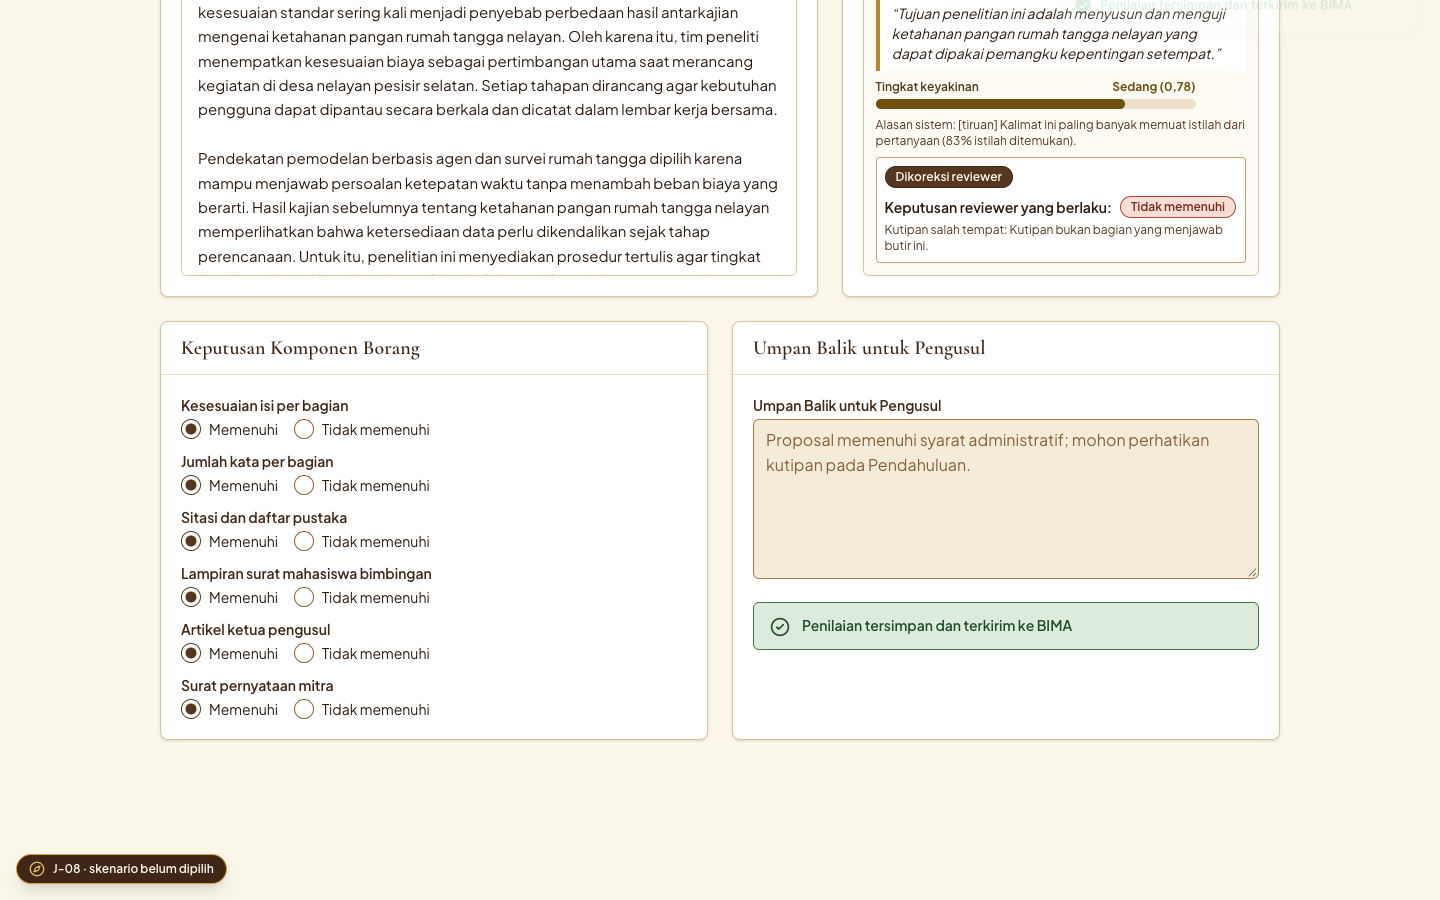 kesesuaian standar sering kali menjadi penyebab perbedaan hasil antarkajian
mengenai ketahanan pangan rumah tangga nelayan. Oleh karena itu, tim peneliti
menempatkan kesesuaian biaya sebagai pertimbangan utama saat merancang
kegiatan di desa nelayan pesisir selatan. Setiap tahapan dirancang agar kebutuhan
pengguna dapat dipantau secara berkala dan dicatat dalam lembar kerja bersama.
Pendekatan pemodelan berbasis agen dan survei rumah tangga dipilih karena
mampu menjawab persoalan ketepatan waktu tanpa menambah beban biaya yang
berarti. Hasil kajian sebelumnya tentang ketahanan pangan rumah tangga nelayan
memperlihatkan bahwa ketersediaan data perlu dikendalikan sejak tahap
perencanaan. Untuk itu, penelitian ini menyediakan prosedur tertulis agar tingkat
Penilaian tersimpan dan terkirim ke BIMA
“Tujuan penelitian ini adalah menyusun dan menguji
ketahanan pangan rumah tangga nelayan yang
dapat dipakai pemangku kepentingan setempat.”
Tingkat keyakinan
Sedang (0,78)
Alasan sistem: [tiruan] Kalimat ini paling banyak memuat istilah dari
pertanyaan (83% istilah ditemukan).
Dikoreksi reviewer
Keputusan reviewer yang berlaku: Tidak memenuhi
Kutipan salah tempat: Kutipan bukan bagian yang menjawab
butir ini.
Keputusan Komponen Borang
Kesesuaian isi per bagian
Memenuhi Tidak memenuhi
Jumlah kata per bagian
Memenuhi Tidak memenuhi
Sitasi dan daftar pustaka
Memenuhi Tidak memenuhi
Lampiran surat mahasiswa bimbingan
Memenuhi Tidak memenuhi
Artikel ketua pengusul
Memenuhi Tidak memenuhi
Surat pernyataan mitra
Memenuhi Tidak memenuhi
Umpan Balik untuk Pengusul
Umpan Balik untuk Pengusul
Proposal memenuhi syarat administratif; mohon perhatikan
kutipan pada Pendahuluan.
Penilaian tersimpan dan terkirim ke BIMA
J-08 · skenario belum dipilih